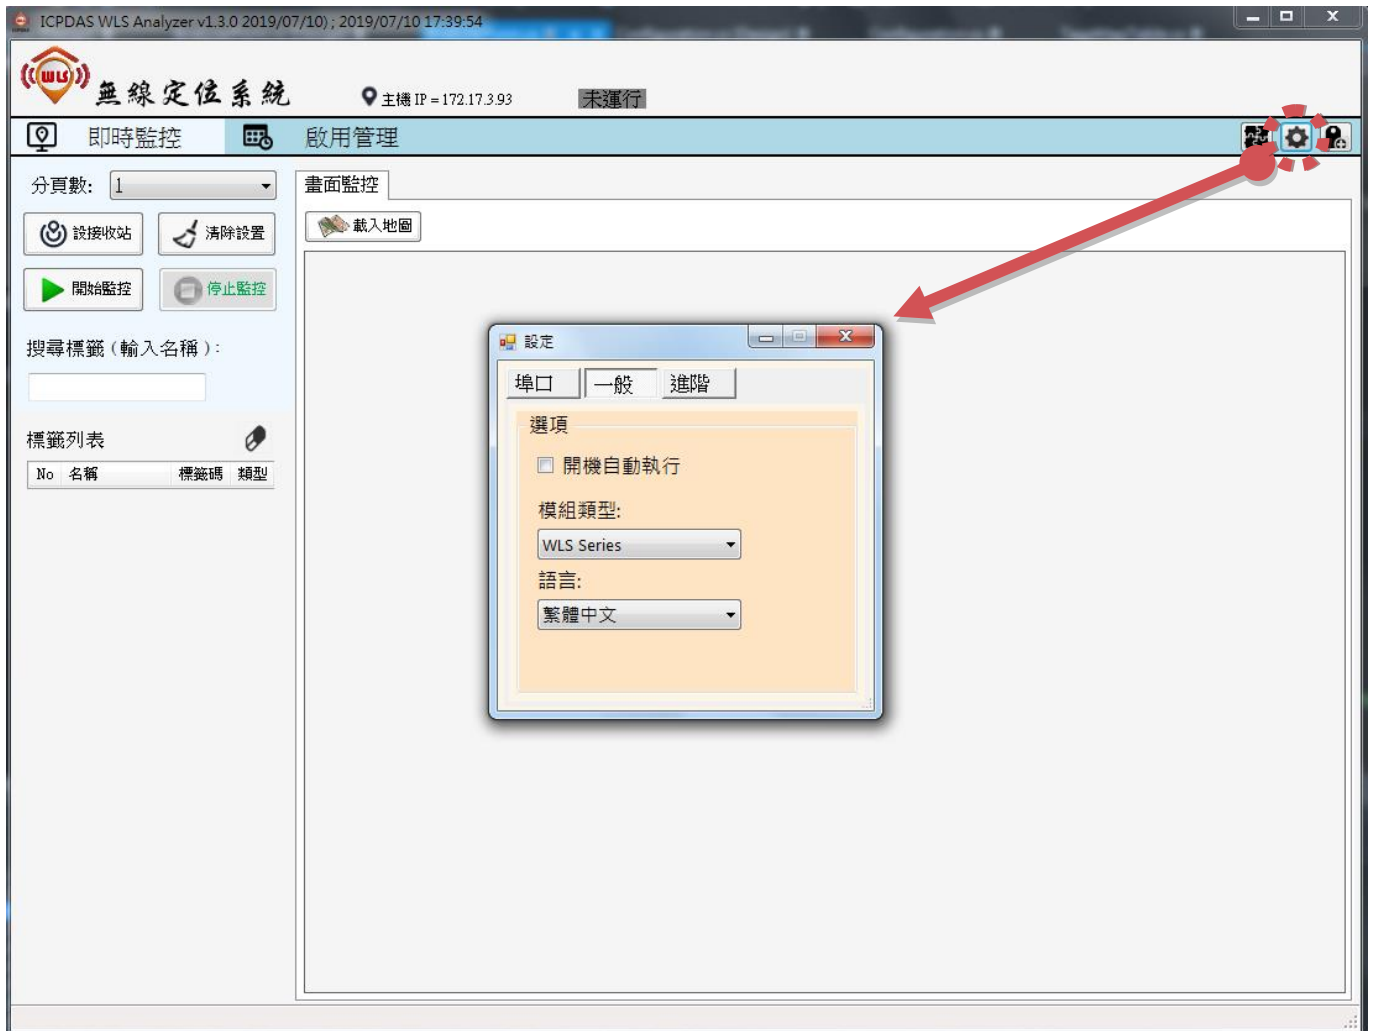 ICPDAS WLS Analyzer v1.3.0 2019/07/10) ; 2019/07/10 17:39:54
WLS
無線定位系統
主機 IP = 172.17.3.93
未運行
即時監控
啟用管理
分頁數: 1
設接收站
清除設置
開始監控
停止監控
搜尋標籤 ( 輸入名稱 ) :
標籤列表
No 名稱 標籤碼 類型
畫面監控
載入地圖
設定
埠口 一般 進階
選項
開機自動執行
模組類型:
WLS Series
語言:
繁體中文